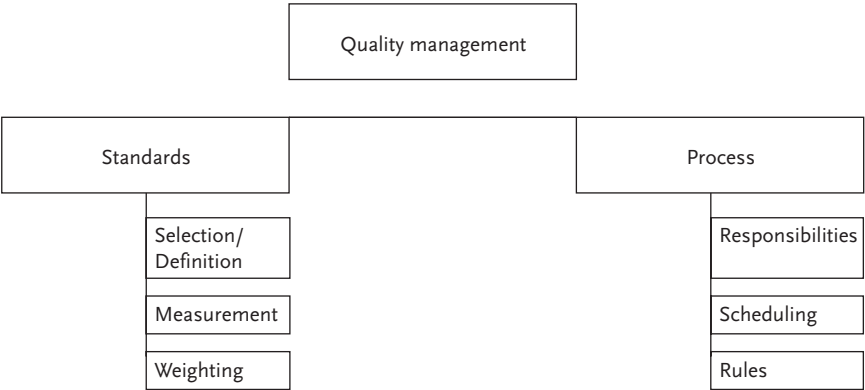 Quality management
Standards
Process
Selection/
Definition
Responsibilities
Measurement
Scheduling
Weighting
Rules